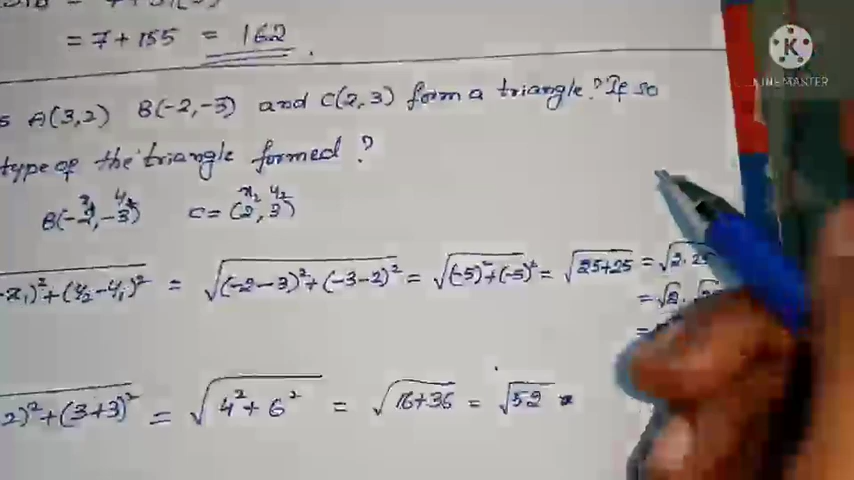 = 7 + 155 = 162.
K
KINEMASTER
A(3,2) B(-2,-3) and C(2,3) form a triangle? If so
type of the triangle formed?
B(-2,-3) C = (2,3)
x₂ y₂
-x₁)² + (y₂-y₁)² = √(-2-3)²+(-3-2)² = √(-5)²+(-5)² = √25+25 = √2.25
= √2.
2)² + (3+3)² = √4²+6² = √16+36 = √52 =